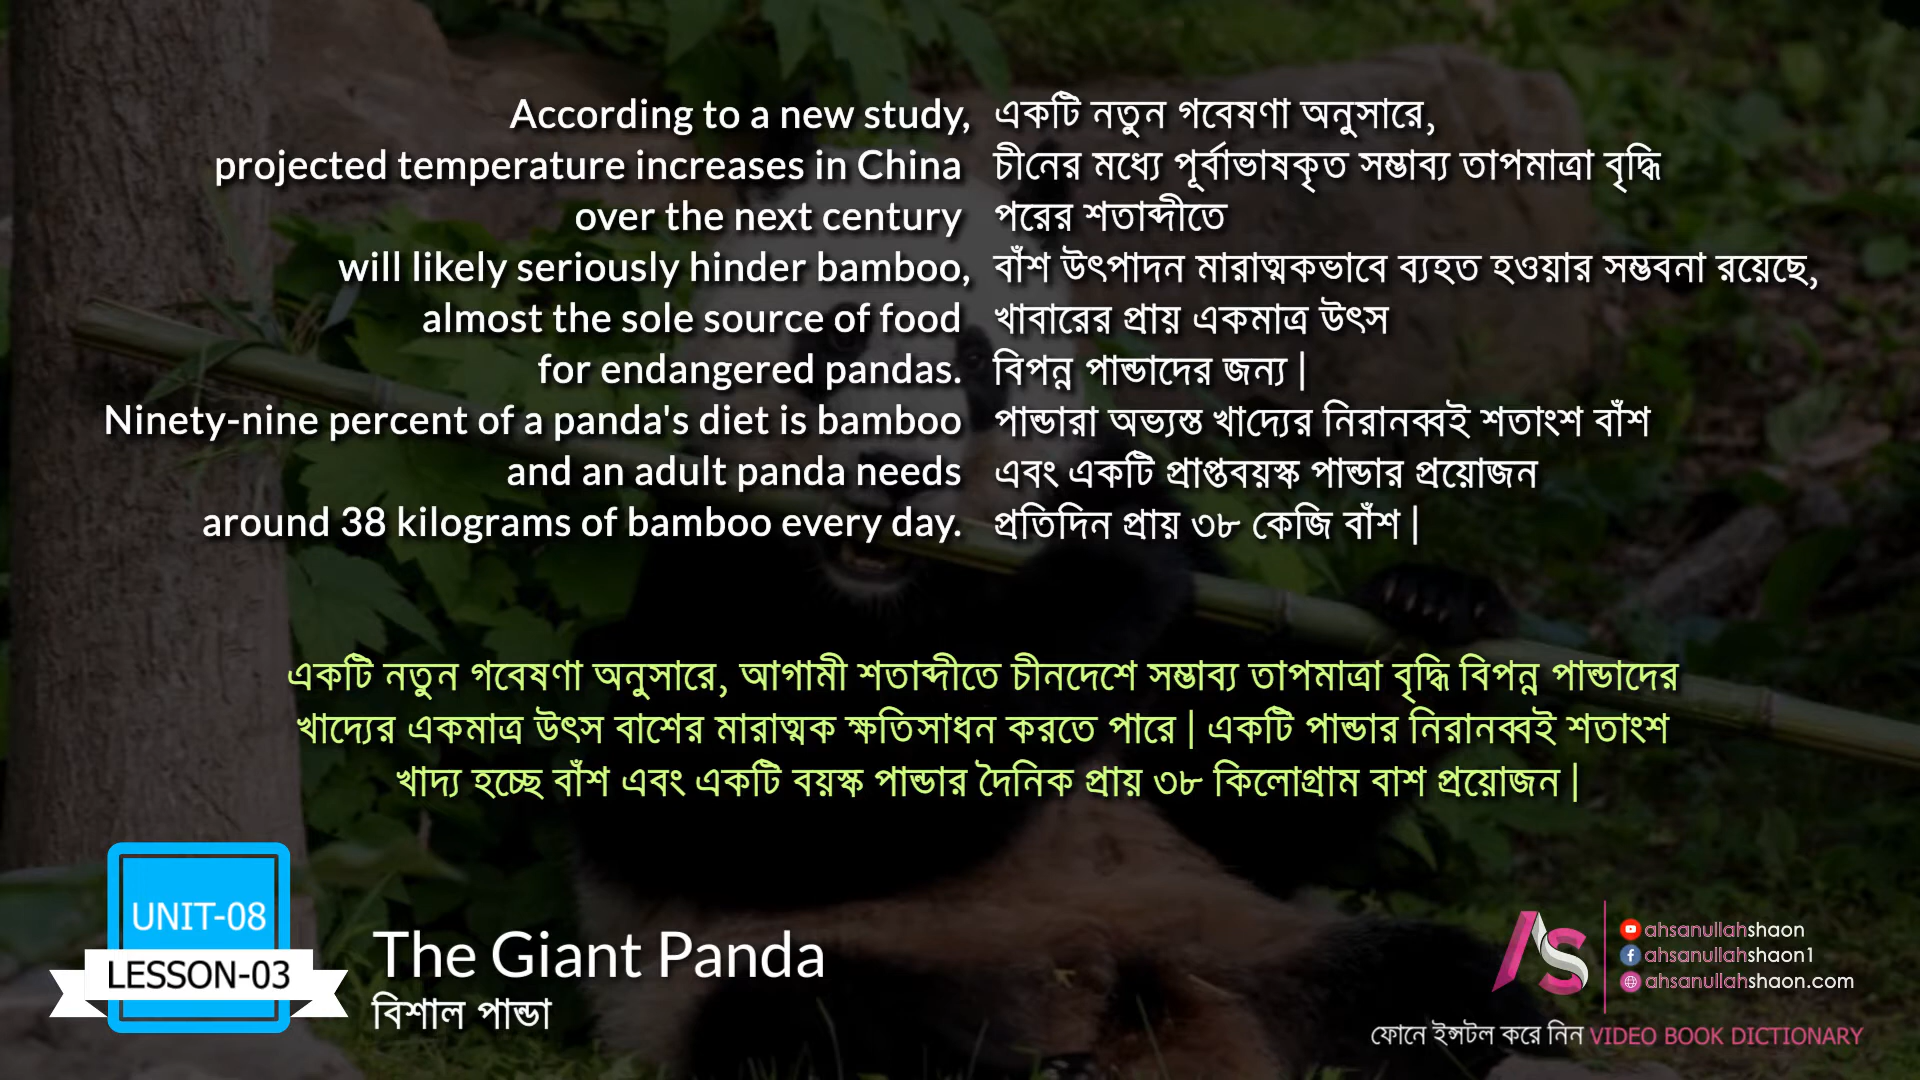 According to a new study, একটি নতুন গবেষণা অনুসারে,
projected temperature increases in China চীনের মধ্যে পূর্বাভাষকৃত সম্ভাব্য তাপমাত্রা বৃদ্ধি
over the next century পরের শতাব্দীতে
will likely seriously hinder bamboo, বাঁশ উৎপাদন মারাত্মকভাবে ব্যহত হওয়ার সম্ভবনা রয়েছে,
almost the sole source of food খাবারের প্রায় একমাত্র উৎস
for endangered pandas. বিপন্ন পান্ডাদের জন্য |
Ninety-nine percent of a panda's diet is bamboo পান্ডারা অভ্যস্ত খাদ্যের নিরানব্বই শতাংশ বাঁশ
and an adult panda needs এবং একটি প্রাপ্তবয়স্ক পান্ডার প্রয়োজন
around 38 kilograms of bamboo every day. প্রতিদিন প্রায় ৩৮ কেজি বাঁশ |
একটি নতুন গবেষণা অনুসারে, আগামী শতাব্দীতে চীনদেশে সম্ভাব্য তাপমাত্রা বৃদ্ধি বিপন্ন পান্ডাদের
খাদ্যের একমাত্র উৎস বাশের মারাত্মক ক্ষতিসাধন করতে পারে | একটি পান্ডার নিরানব্বই শতাংশ
খাদ্য হচ্ছে বাঁশ এবং একটি বয়স্ক পান্ডার দৈনিক প্রায় ৩৮ কিলোগ্রাম বাশ প্রয়োজন |
UNIT-08
LESSON-03
The Giant Panda
বিশাল পান্ডা
AS
ahsanullahshaon
ahsanullahshaon1
ahsanullahshaon.com
ফোনে ইন্সটল করে নিন VIDEO BOOK DICTIONARY